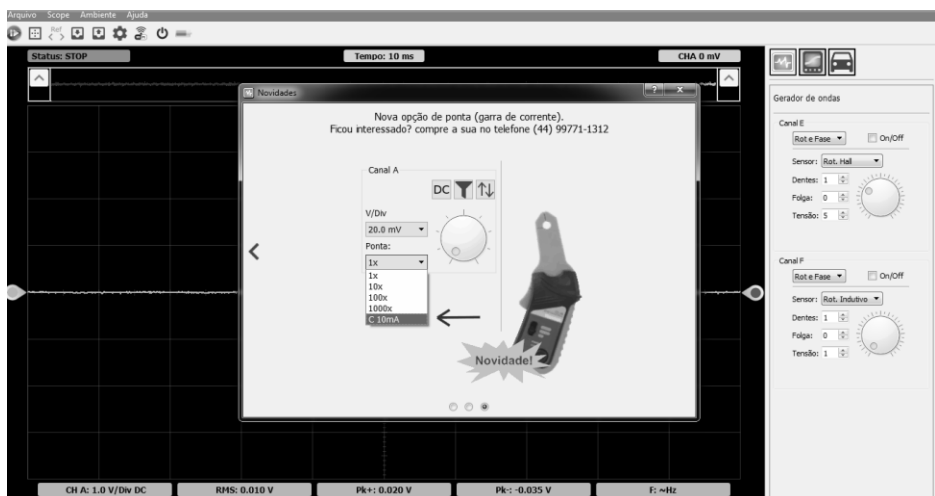 Arquivo Scope Ambiente Ajuda
Ref
Status: STOP
Tempo: 10 ms
CHA 0 mV
Novidades
? X
Nova opção de ponta (garra de corrente).
Ficou interessado? compre a sua no telefone (44) 99771-1312
Canal A
DC
V/Div
20.0 mV
Ponta:
1x
1x
10x
100x
1000x
C 10mA
Novidade!
Gerador de ondas
Canal E
Rot e Fase
On/Off
Sensor: Rot. Hall
Dentes: 1
Folga: 0
Tensão: 5
Canal F
Rot e Fase
On/Off
Sensor: Rot. Indutivo
Dentes: 1
Folga: 0
Tensão: 1
CH A: 1.0 V/Div DC
RMS: 0.010 V
Pk+: 0.020 V
Pk-: -0.035 V
F: ~Hz